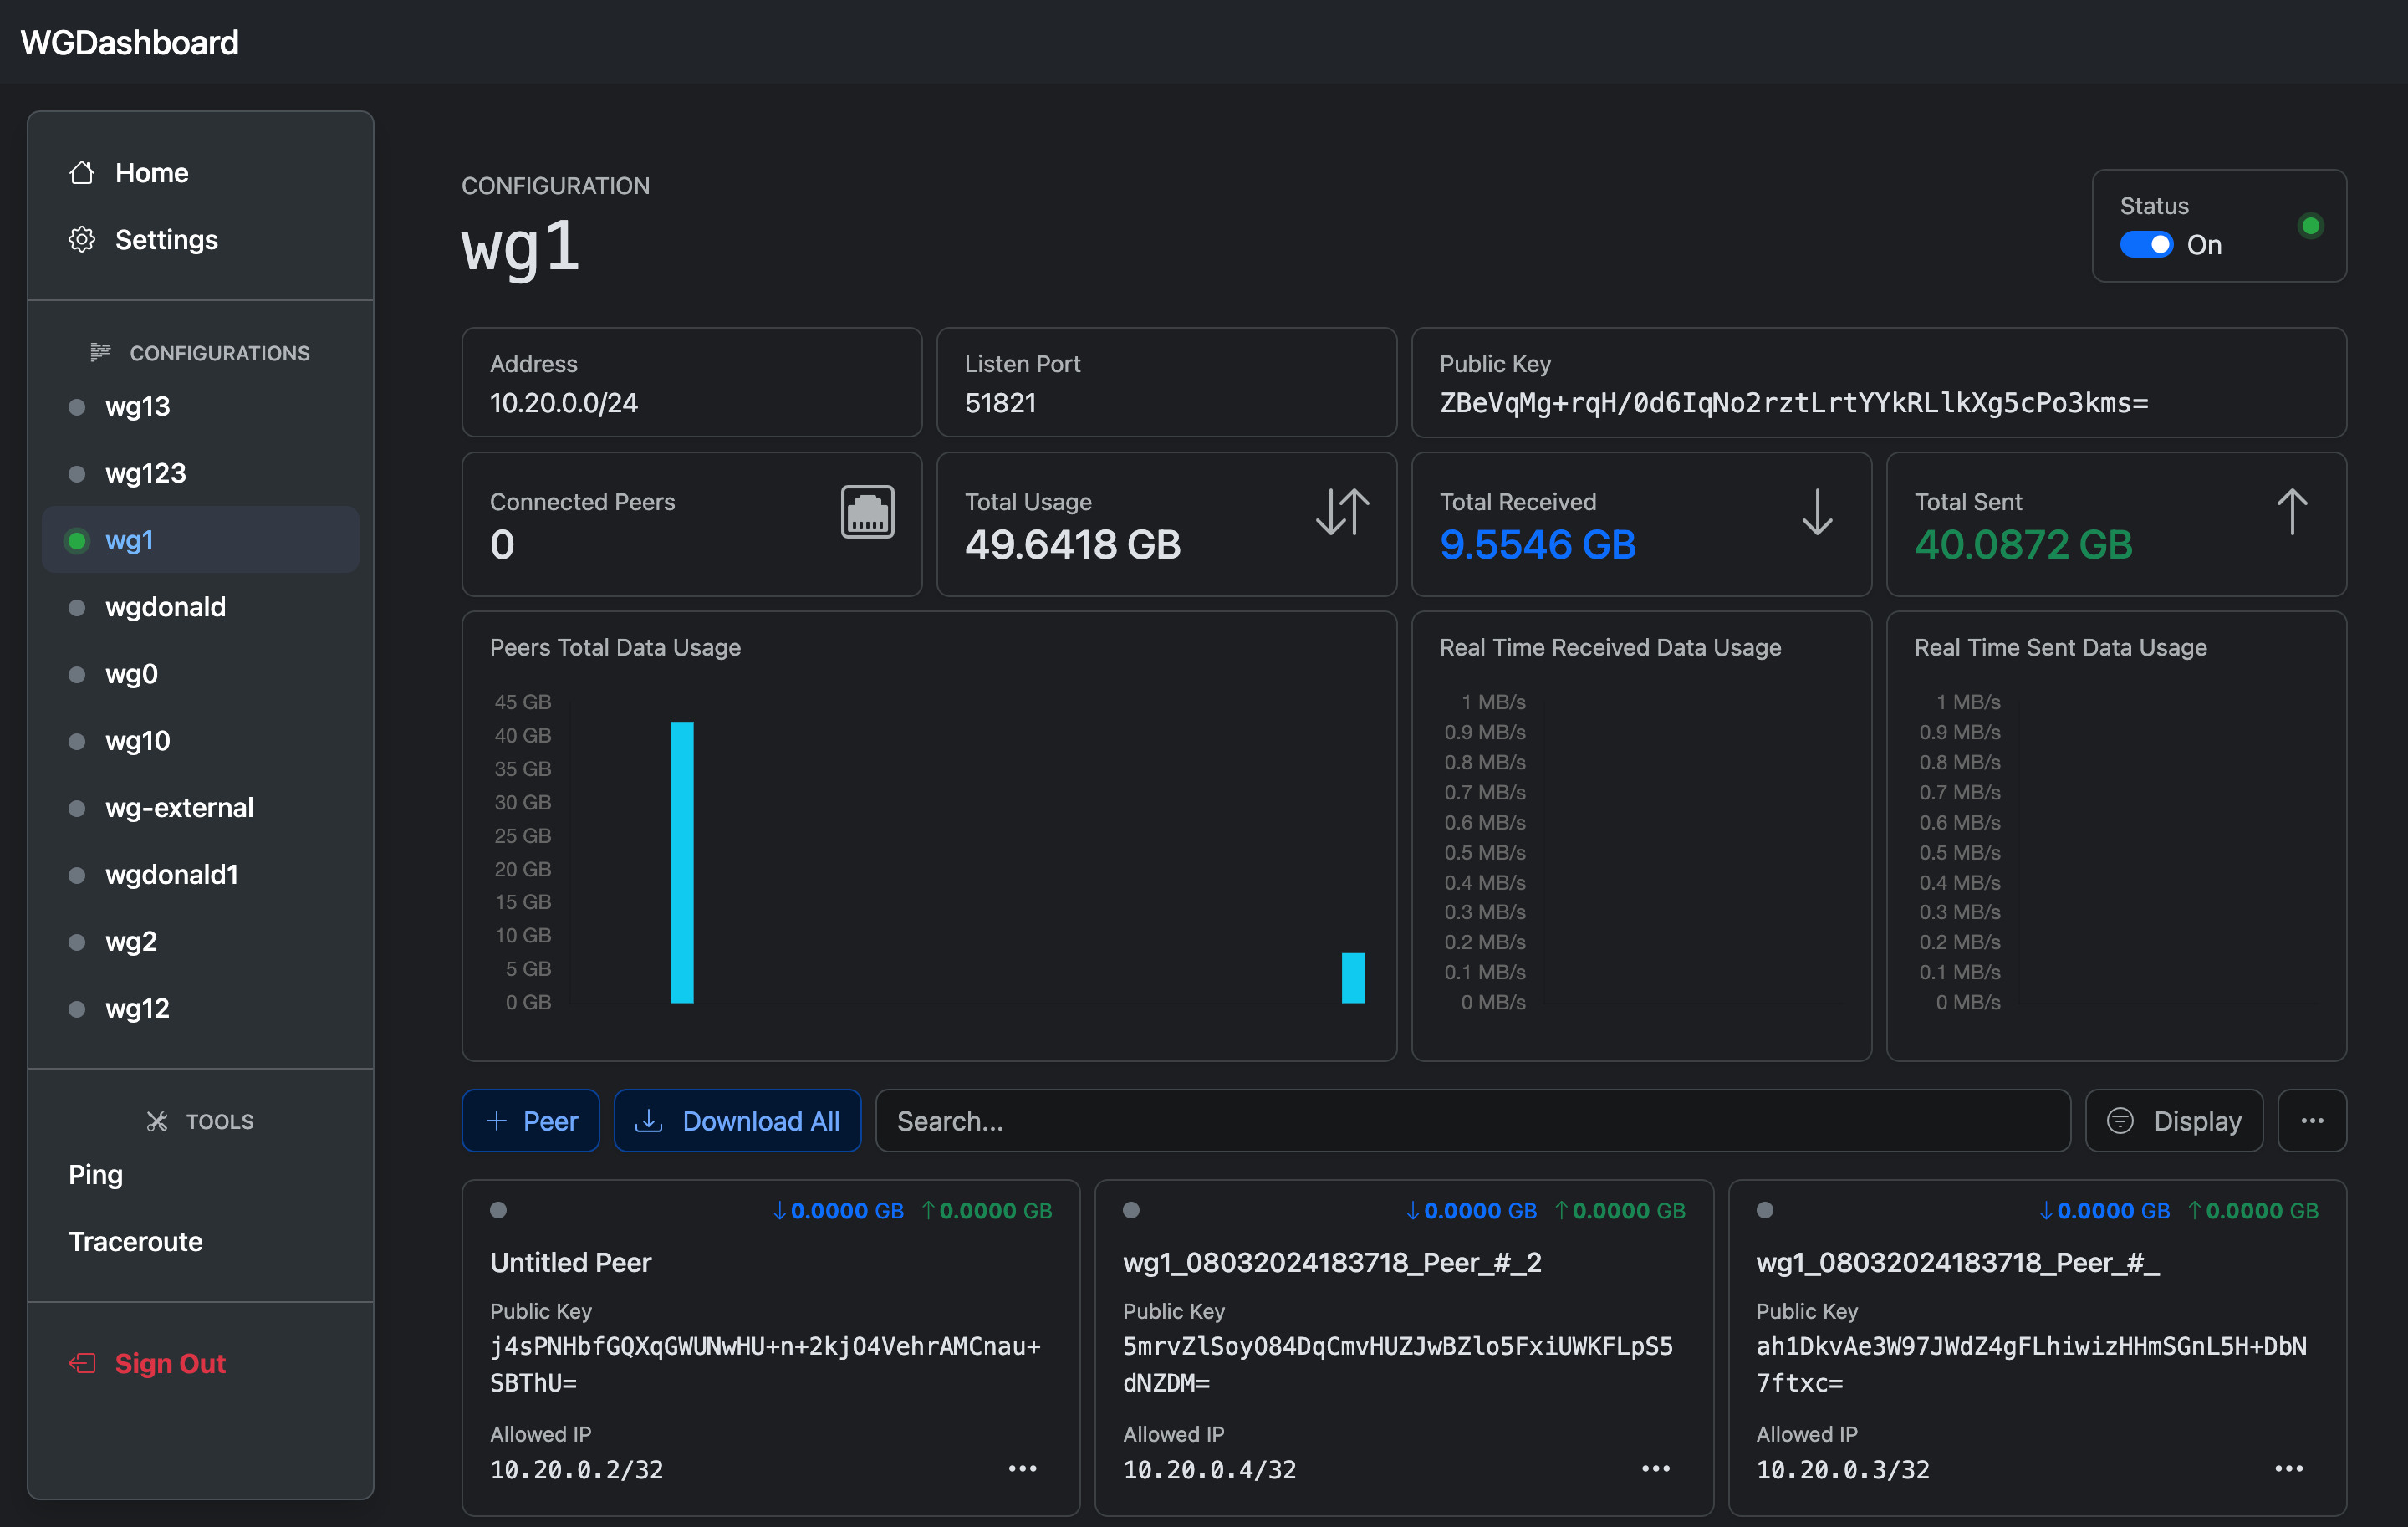 WGDashboard
Home
Settings
CONFIGURATIONS
wg13
wg123
wg1
wgdonald
wg0
wg10
wg-external
wgdonald1
wg2
wg12
TOOLS
Ping
Traceroute
Sign Out
CONFIGURATION
wg1
Status
On
Address
10.20.0.0/24
Listen Port
51821
Public Key
ZBeVqMg+rqH/0d6IqNo2rztLrtYYkRLlkXg5cPo3kms=
Connected Peers
0
Total Usage
49.6418 GB
Total Received
9.5546 GB
Total Sent
40.0872 GB
Peers Total Data Usage
45 GB
40 GB
35 GB
30 GB
25 GB
20 GB
15 GB
10 GB
5 GB
0 GB
Real Time Received Data Usage
1 MB/s
0.9 MB/s
0.8 MB/s
0.7 MB/s
0.6 MB/s
0.5 MB/s
0.4 MB/s
0.3 MB/s
0.2 MB/s
0.1 MB/s
0 MB/s
Real Time Sent Data Usage
1 MB/s
0.9 MB/s
0.8 MB/s
0.7 MB/s
0.6 MB/s
0.5 MB/s
0.4 MB/s
0.3 MB/s
0.2 MB/s
0.1 MB/s
0 MB/s
+ Peer
Download All
Search...
Display
...
↓0.0000 GB ↑0.0000 GB
Untitled Peer
Public Key
j4sPNHbfGQXqGWUNwHU+n+2kjO4VehrAMCnau+
SBThU=
Allowed IP
10.20.0.2/32
...
↓0.0000 GB ↑0.0000 GB
wg1_08032024183718_Peer_#_2
Public Key
5mrvZlSoyO84DqCmvHUZJwBZlo5FxiUWKFLpS5
dNZDM=
Allowed IP
10.20.0.4/32
...
↓0.0000 GB ↑0.0000 GB
wg1_08032024183718_Peer_#_
Public Key
ah1DkvAe3W97JWdZ4gFLhiwizHHmSGnL5H+DbN
7ftxc=
Allowed IP
10.20.0.3/32
...